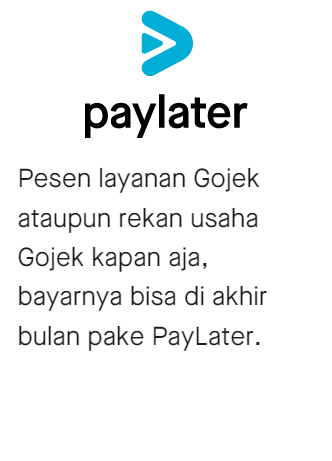 paylater
Pesen layanan Gojek
ataupun rekan usaha
Gojek kapan aja,
bayarnya bisa di akhir
bulan pake PayLater.